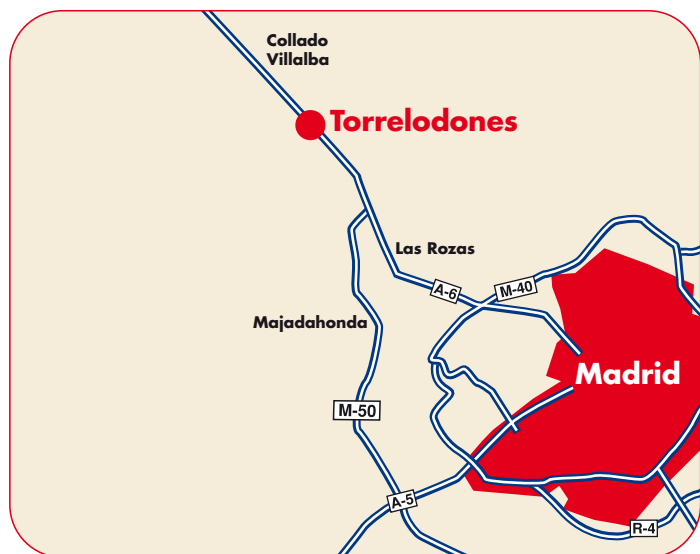 Collado
Villalba
Torrelodones
Las Rozas
A-6
M-40
Majadahonda
Madrid
M-50
A-5
R-4